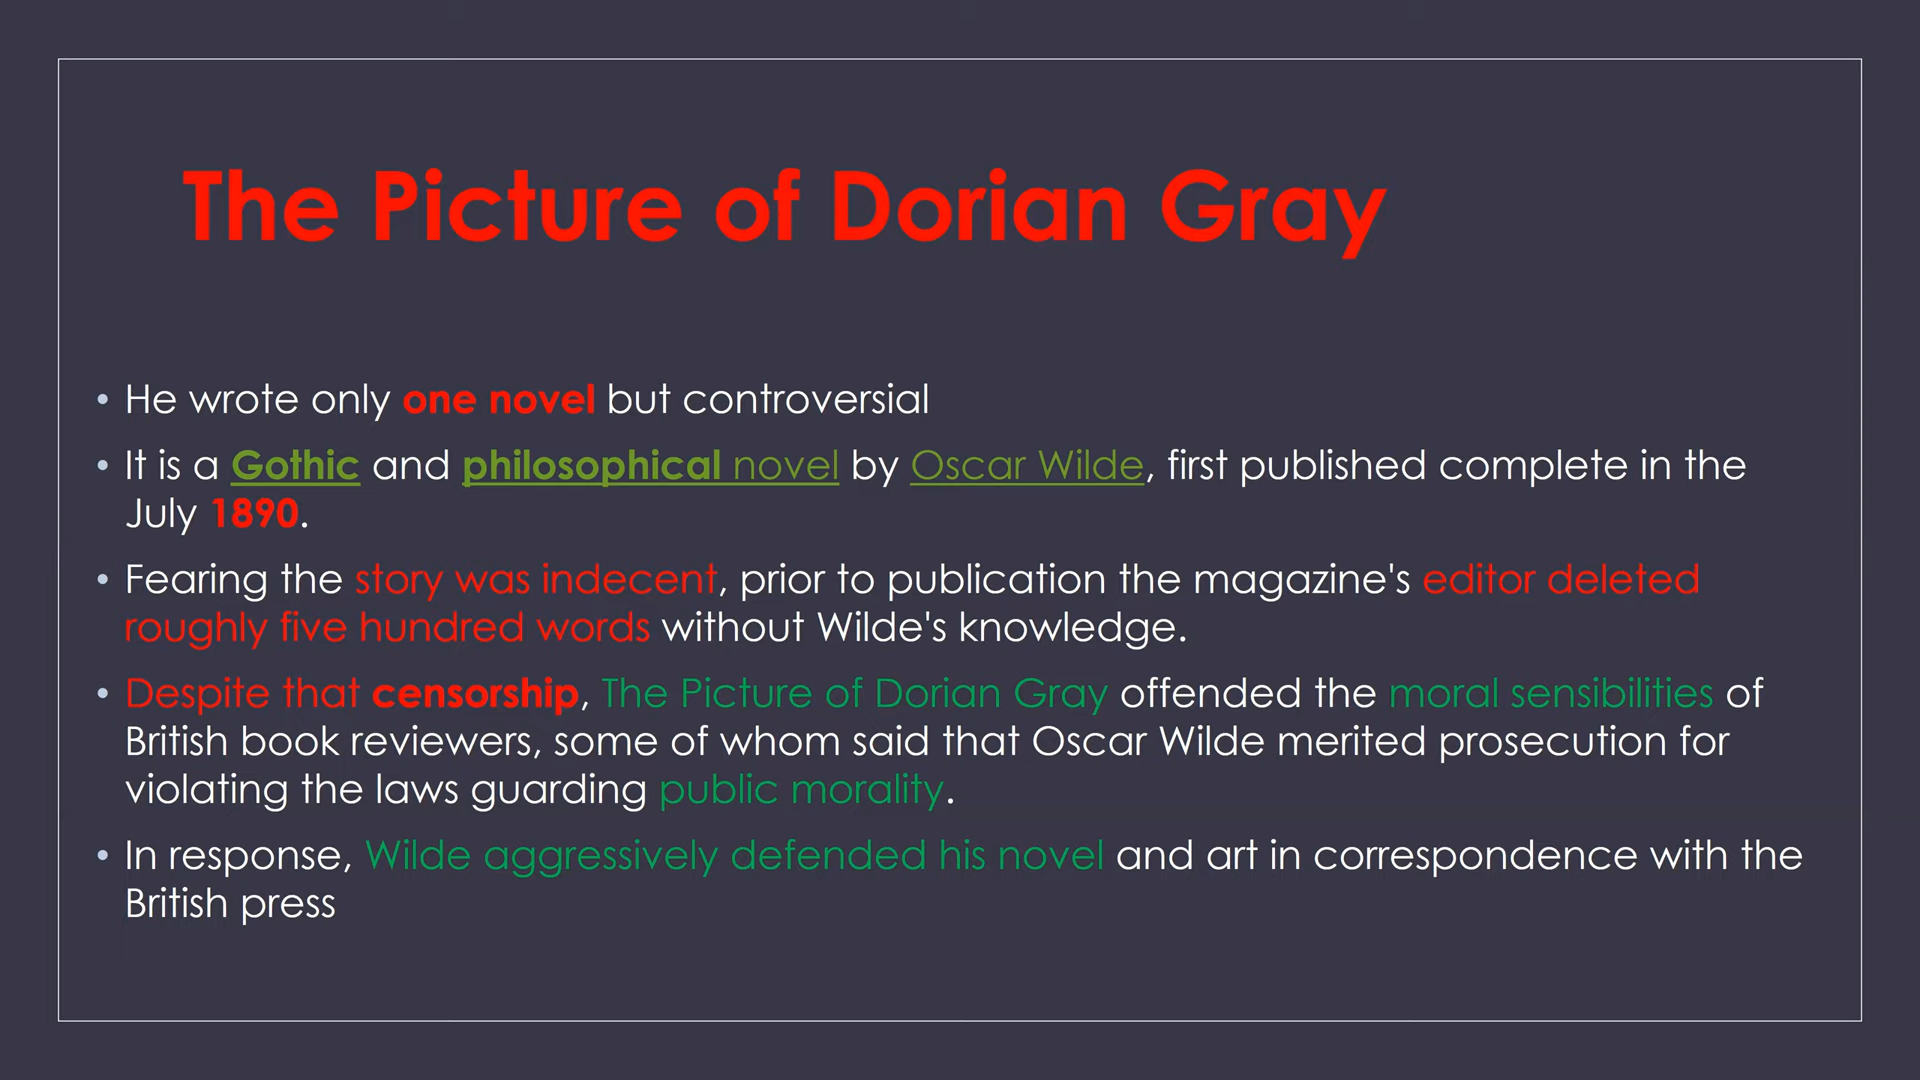 The Picture of Dorian Gray
• He wrote only one novel but controversial
• It is a Gothic and philosophical novel by Oscar Wilde, first published complete in the
July 1890.
• Fearing the story was indecent, prior to publication the magazine's editor deleted
roughly five hundred words without Wilde's knowledge.
• Despite that censorship, The Picture of Dorian Gray offended the moral sensibilities of
British book reviewers, some of whom said that Oscar Wilde merited prosecution for
violating the laws guarding public morality.
• In response, Wilde aggressively defended his novel and art in correspondence with the
British press